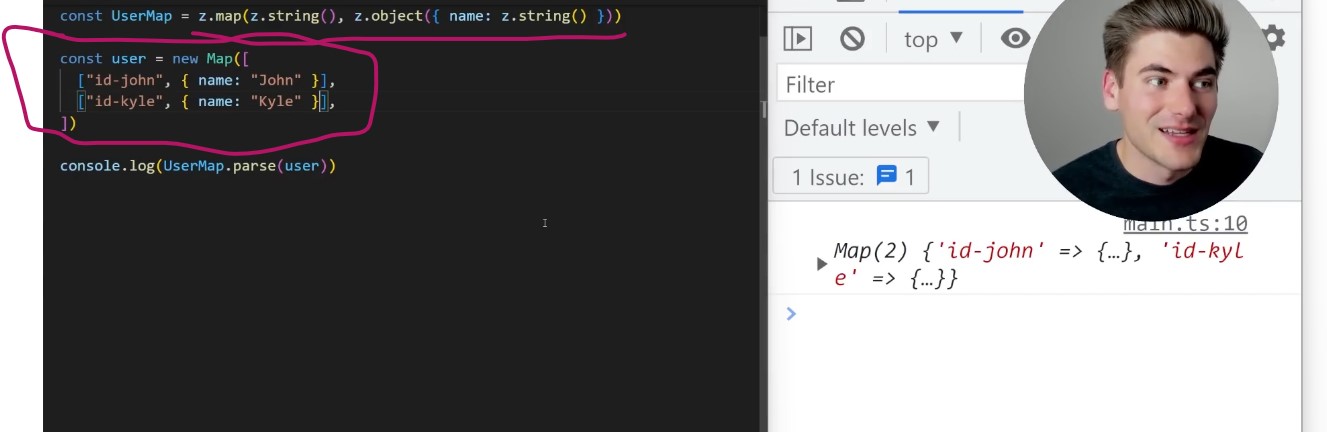 const UserMap = z.map(z.string(), z.object({ name: z.string() }))
const user = new Map([
["id-john", { name: "John" }],
["id-kyle", { name: "Kyle" }],
])
console.log(UserMap.parse(user))
top
Filter
Default levels
1 Issue: 1
main.ts:10
Map(2) {'id-john' => {…}, 'id-kyl
e' => {…}}